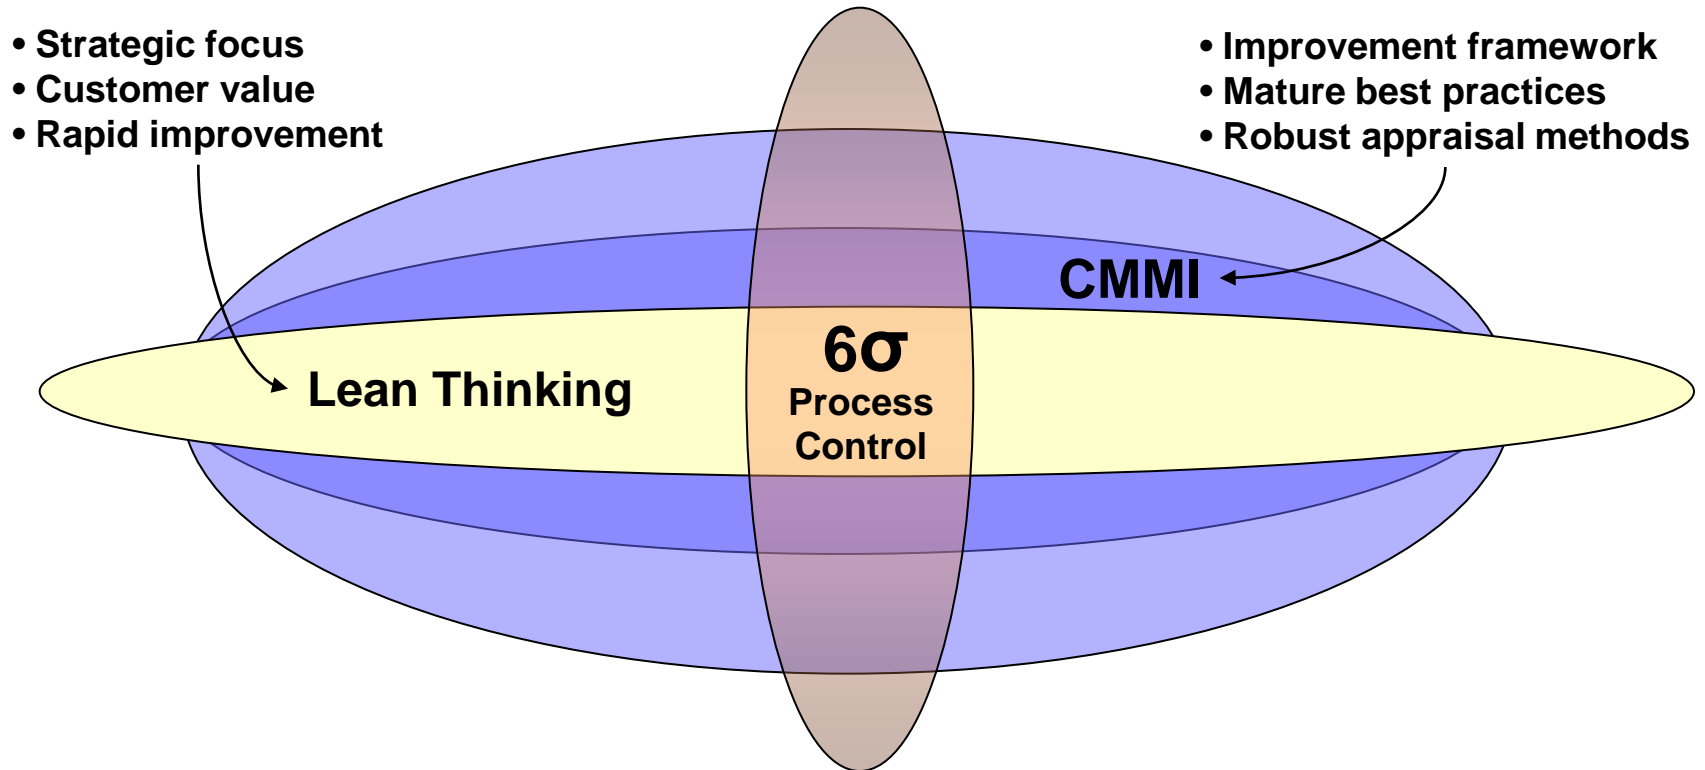 • Strategic focus
• Customer value
• Rapid improvement
• Improvement framework
• Mature best practices
• Robust appraisal methods
CMMI
6σ
Process
Control
Lean Thinking